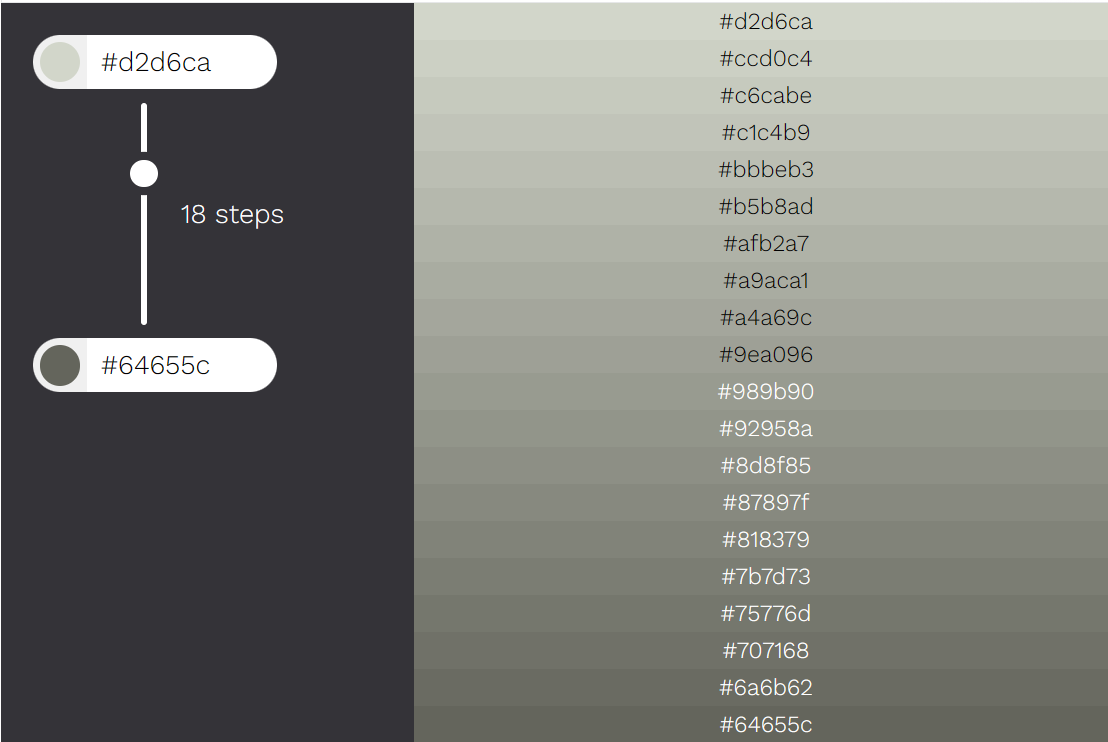 #d2d6ca
18 steps
#64655c
#d2d6ca
#ccd0c4
#c6cabe
#c1c4b9
#bbbeb3
#b5b8ad
#afb2a7
#a9aca1
#a4a69c
#9ea096
#989b90
#92958a
#8d8f85
#87897f
#818379
#7b7d73
#75776d
#707168
#6a6b62
#64655c